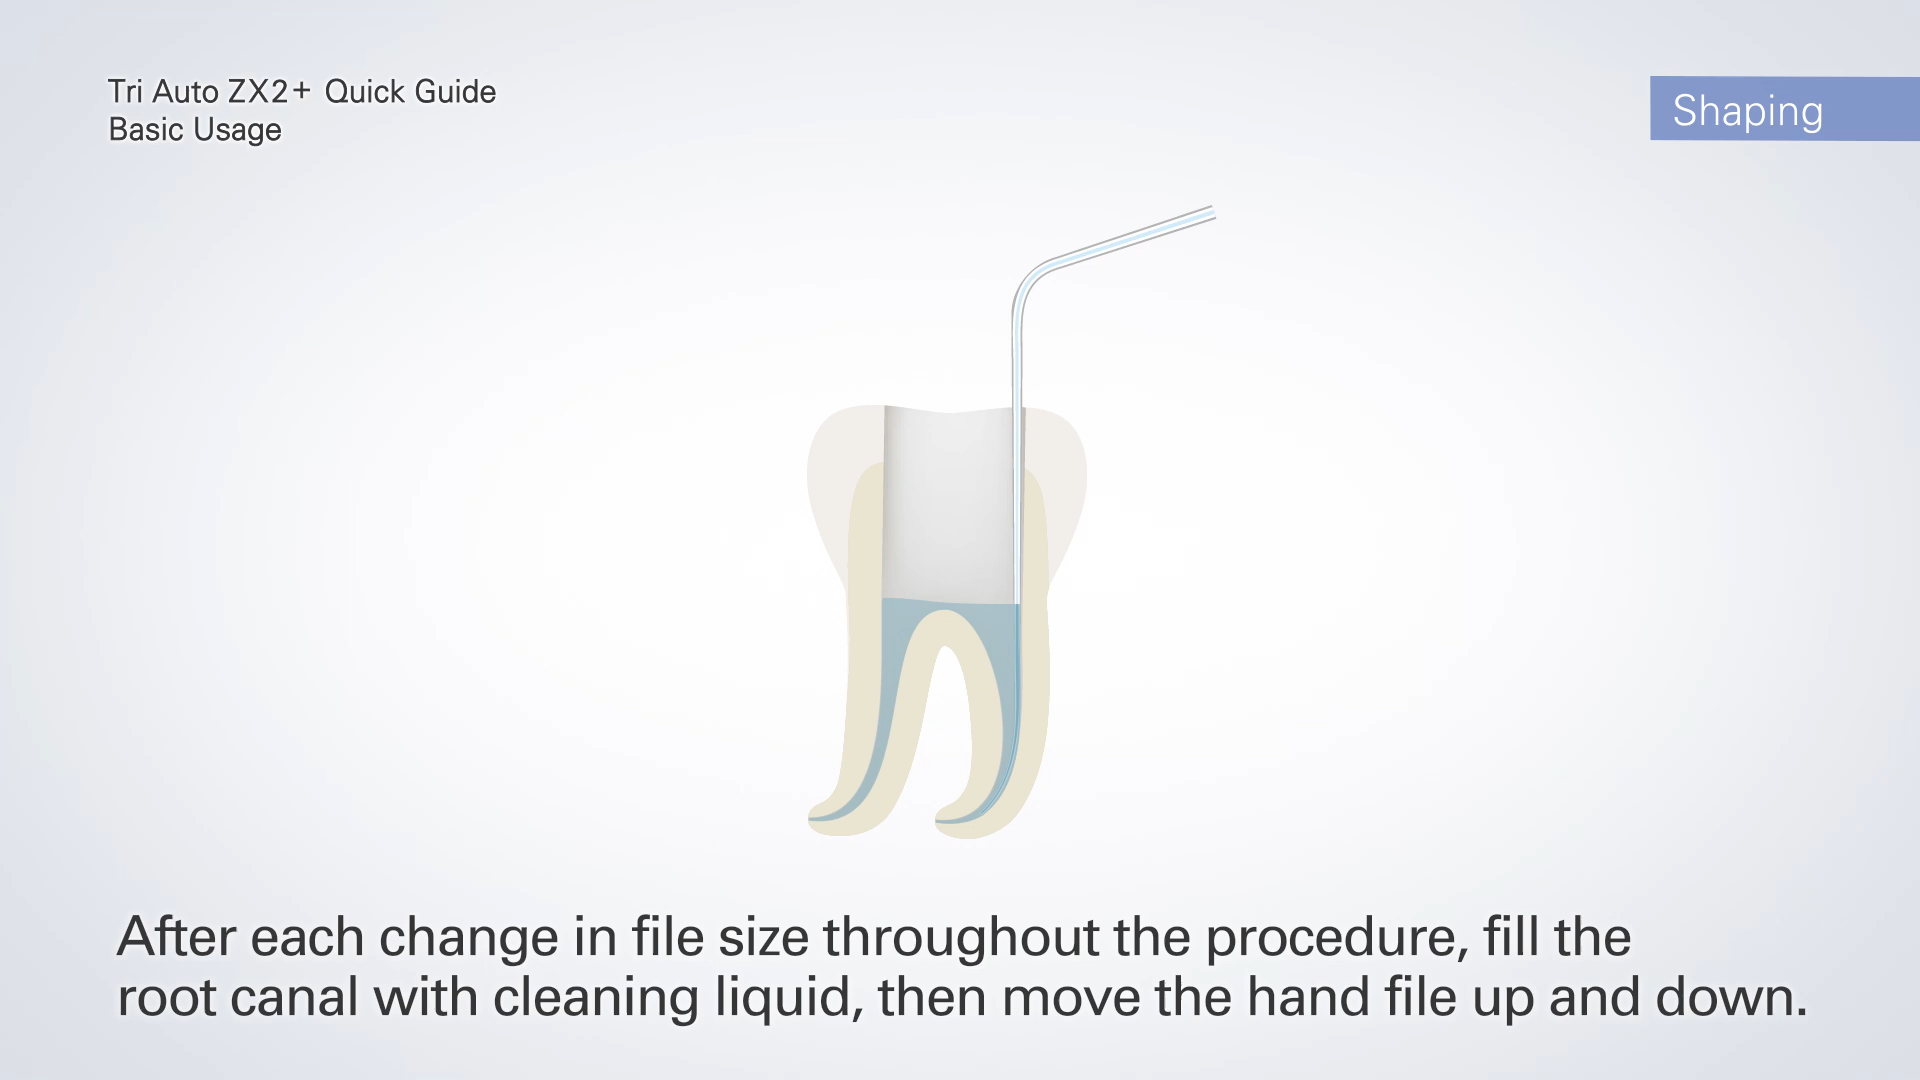 Tri Auto ZX2+ Quick Guide
Basic Usage
Shaping
After each change in file size throughout the procedure, fill the
root canal with cleaning liquid, then move the hand file up and down.